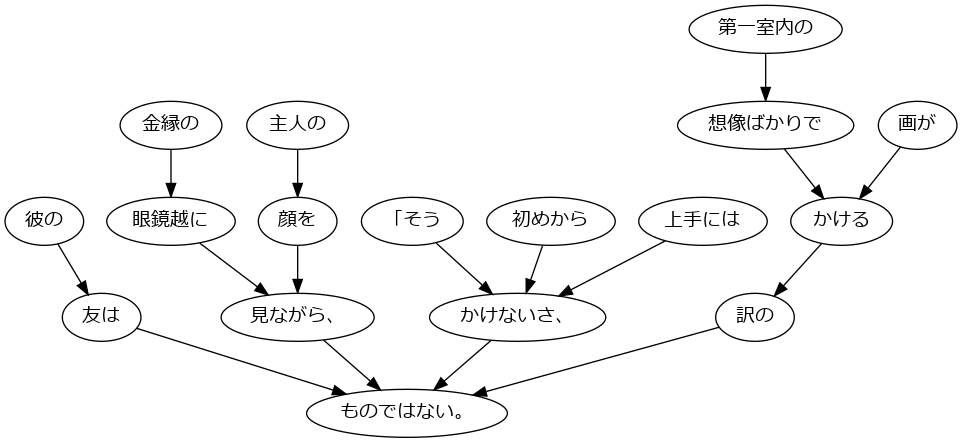 第一室内の
金縁の
主人の
想像ばかりで
画が
彼の
眼鏡越に
顔を
「そう
初めから
上手には
かける
友は
見ながら、
かけないさ、
訳の
ものではない。